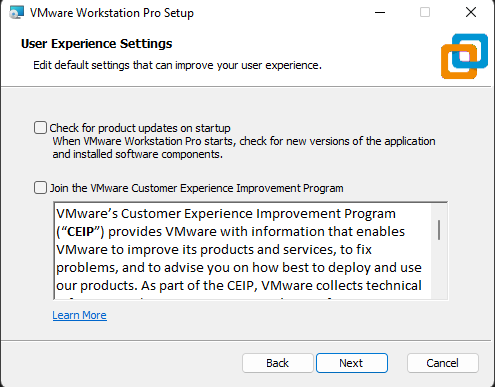 VMware Workstation Pro Setup
User Experience Settings
Edit default settings that can improve your user experience.
Check for product updates on startup
When VMware Workstation Pro starts, check for new versions of the application
and installed software components.
Join the VMware Customer Experience Improvement Program
VMware's Customer Experience Improvement Program
(“CEIP”) provides VMware with information that enables
VMware to improve its products and services, to fix
problems, and to advise you on how best to deploy and use
our products. As part of the CEIP, VMware collects technical
Learn More
Back
Next
Cancel